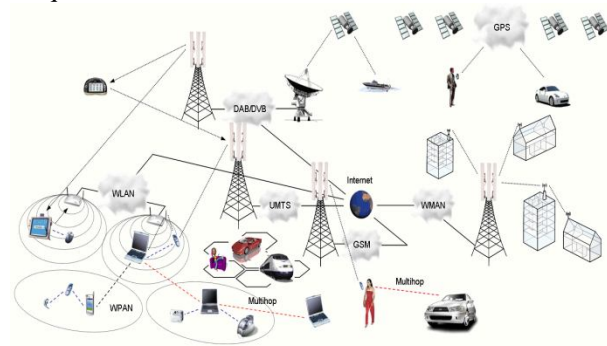 GPS
DAB/DVB
Internet
WLAN
UMTS
WMAN
GSM
Multihop
Multihop
WPAN